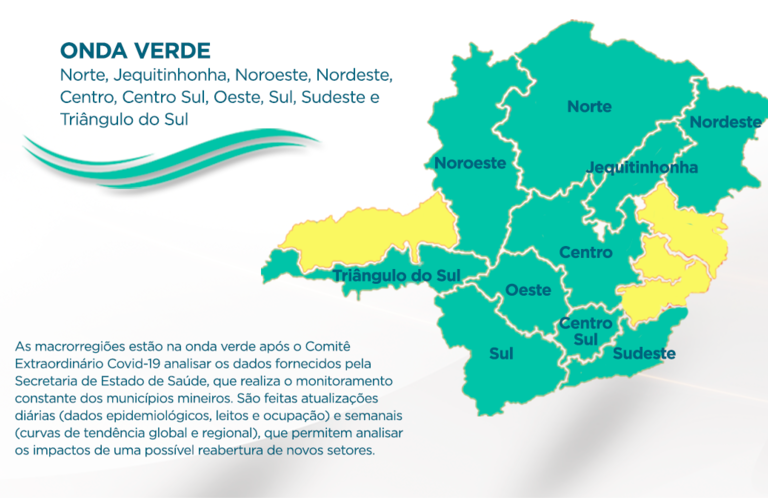 ONDA VERDE
Norte, Jequitinhonha, Noroeste, Nordeste,
Centro, Centro Sul, Oeste, Sul, Sudeste e
Triângulo do Sul
Norte
Nordeste
Noroeste
Jequitinhonha
Centro
Triângulo do Sul
Oeste
Centro
Sul
Sul
Sudeste
As macrorregiões estão na onda verde após o Comitê
Extraordinário Covid-19 analisar os dados fornecidos pela
Secretaria de Estado de Saúde, que realiza o monitoramento
constante dos municípios mineiros. São feitas atualizações
diárias (dados epidemiológicos, leitos e ocupação) e semanais
(curvas de tendência global e regional), que permitem analisar
os impactos de uma possível reabertura de novos setores.